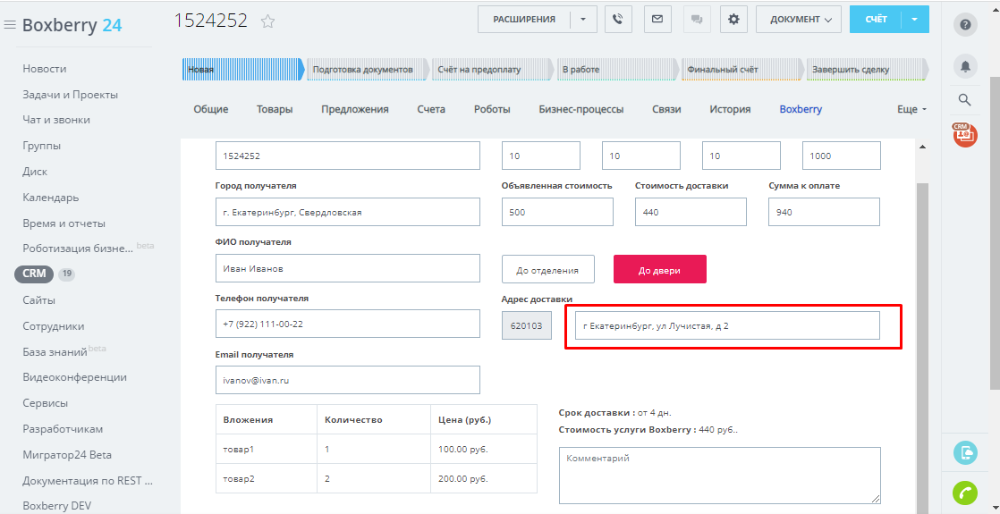 Boxberry 24
1524252
РАСШИРЕНИЯ
ДОКУМЕНТ
СЧЁТ
Новая
Подготовка документов
Счёт на предоплату
В работе
Финальный счёт
Завершить сделку
Общие
Товары
Предложения
Счета
Роботы
Бизнес-процессы
Связи
История
Boxberry
Еще
Новости
Задачи и Проекты
Чат и звонки
Группы
Диск
Календарь
Время и отчеты
Роботизация бизне... beta
CRM 19
Сайты
Сотрудники
База знаний beta
Видеоконференции
Сервисы
Разработчикам
Мигратор24 Beta
Документация по REST ...
Boxberry DEV
1524252
10
10
10
1000
Город получателя
Объявленная стоимость
Стоимость доставки
Сумма к оплате
г. Екатеринбург, Свердловская
500
440
940
ФИО получателя
Иван Иванов
До отделения
До двери
Телефон получателя
Адрес доставки
+7 (922) 111-00-22
620103
г Екатеринбург, ул Лучистая, д 2
Email получателя
ivanov@ivan.ru
Вложения
Количество
Цена (руб.)
товар1
1
100.00 руб.
товар2
2
200.00 руб.
Срок доставки : от 4 дн.
Стоимость услуги Boxberry : 440 руб..
Комментарий
?
CRM